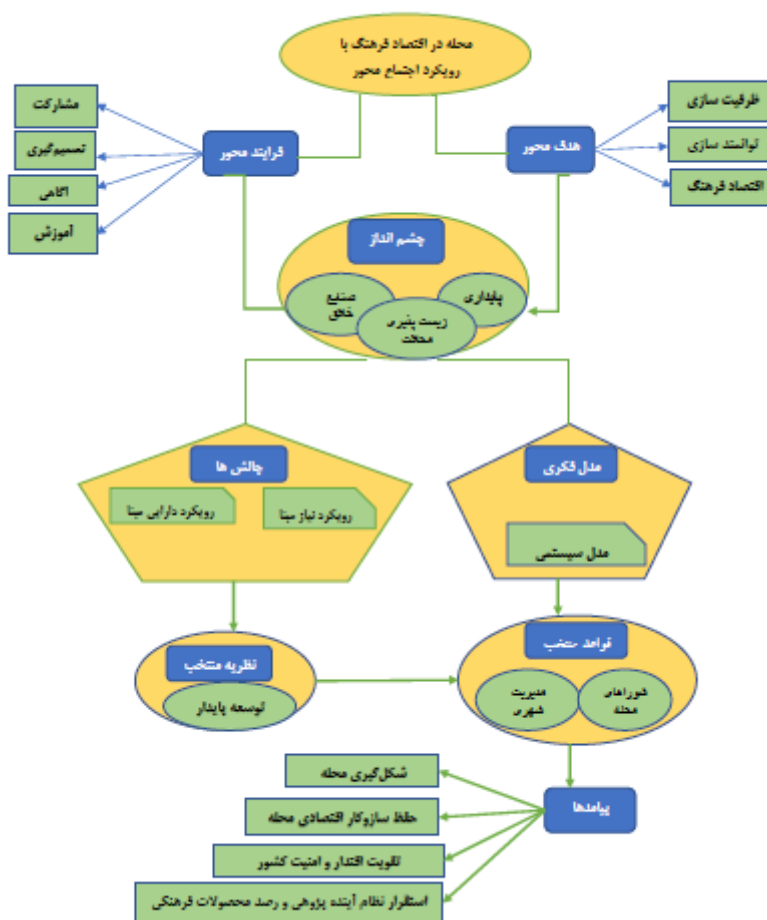 محله در اقتصاد فرهنگ با
رویکرد اجتماع محور
هدف محور
ظرفیت سازی
توانمند سازی
اقتصاد فرهنگ
فرایند محور
مشارکت
تصمیم‌گیری
آگاهی
آموزش
چشم انداز
پایداری
صنایع
خلاق
زیست پذیری
محلات
مدل فکری
مدل سیستمی
چالش ها
رویکرد نیاز مبنا
رویکرد دارایی مبنا
نظریه منتخب
توسعه پایدار
قواعد منتخب
شوراهای
محله
مدیریت
شهری
پیامدها
شکل‌گیری محله
حفظ سازوکار اقتصادی محله
تقویت اقتدار و امنیت کشور
استقرار نظام آینده پژوهی و رصد محصولات فرهنگی